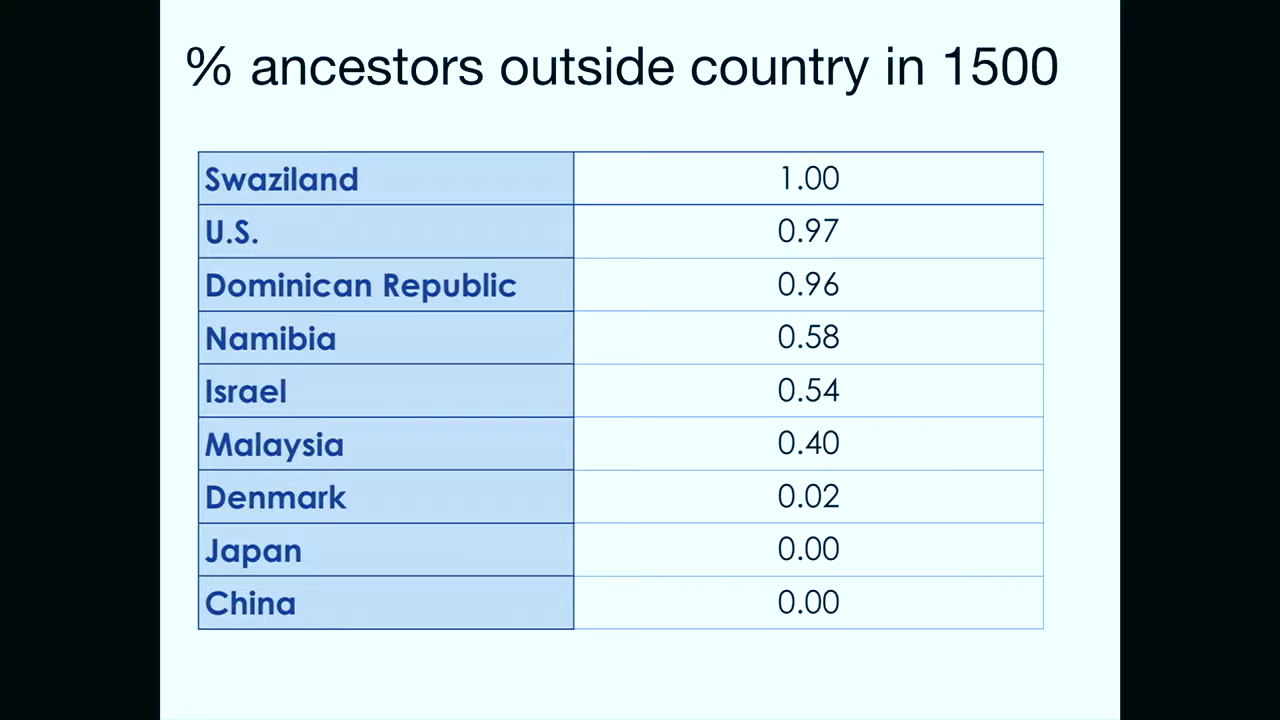 % ancestors outside country in 1500
Swaziland 1.00
U.S. 0.97
Dominican Republic 0.96
Namibia 0.58
Israel 0.54
Malaysia 0.40
Denmark 0.02
Japan 0.00
China 0.00